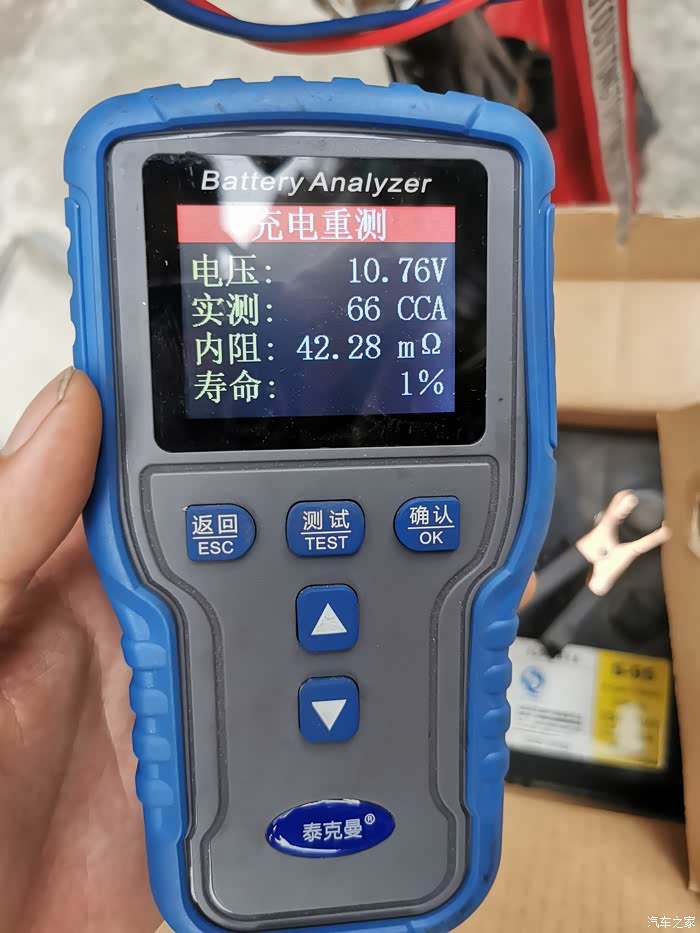 Battery Analyzer
充电重测
电压: 10.76V
实测: 66 CCA
内阻: 42.28 mΩ
寿命: 1%
返回
ESC
测试
TEST
确认
OK
泰克曼®
汽车之家